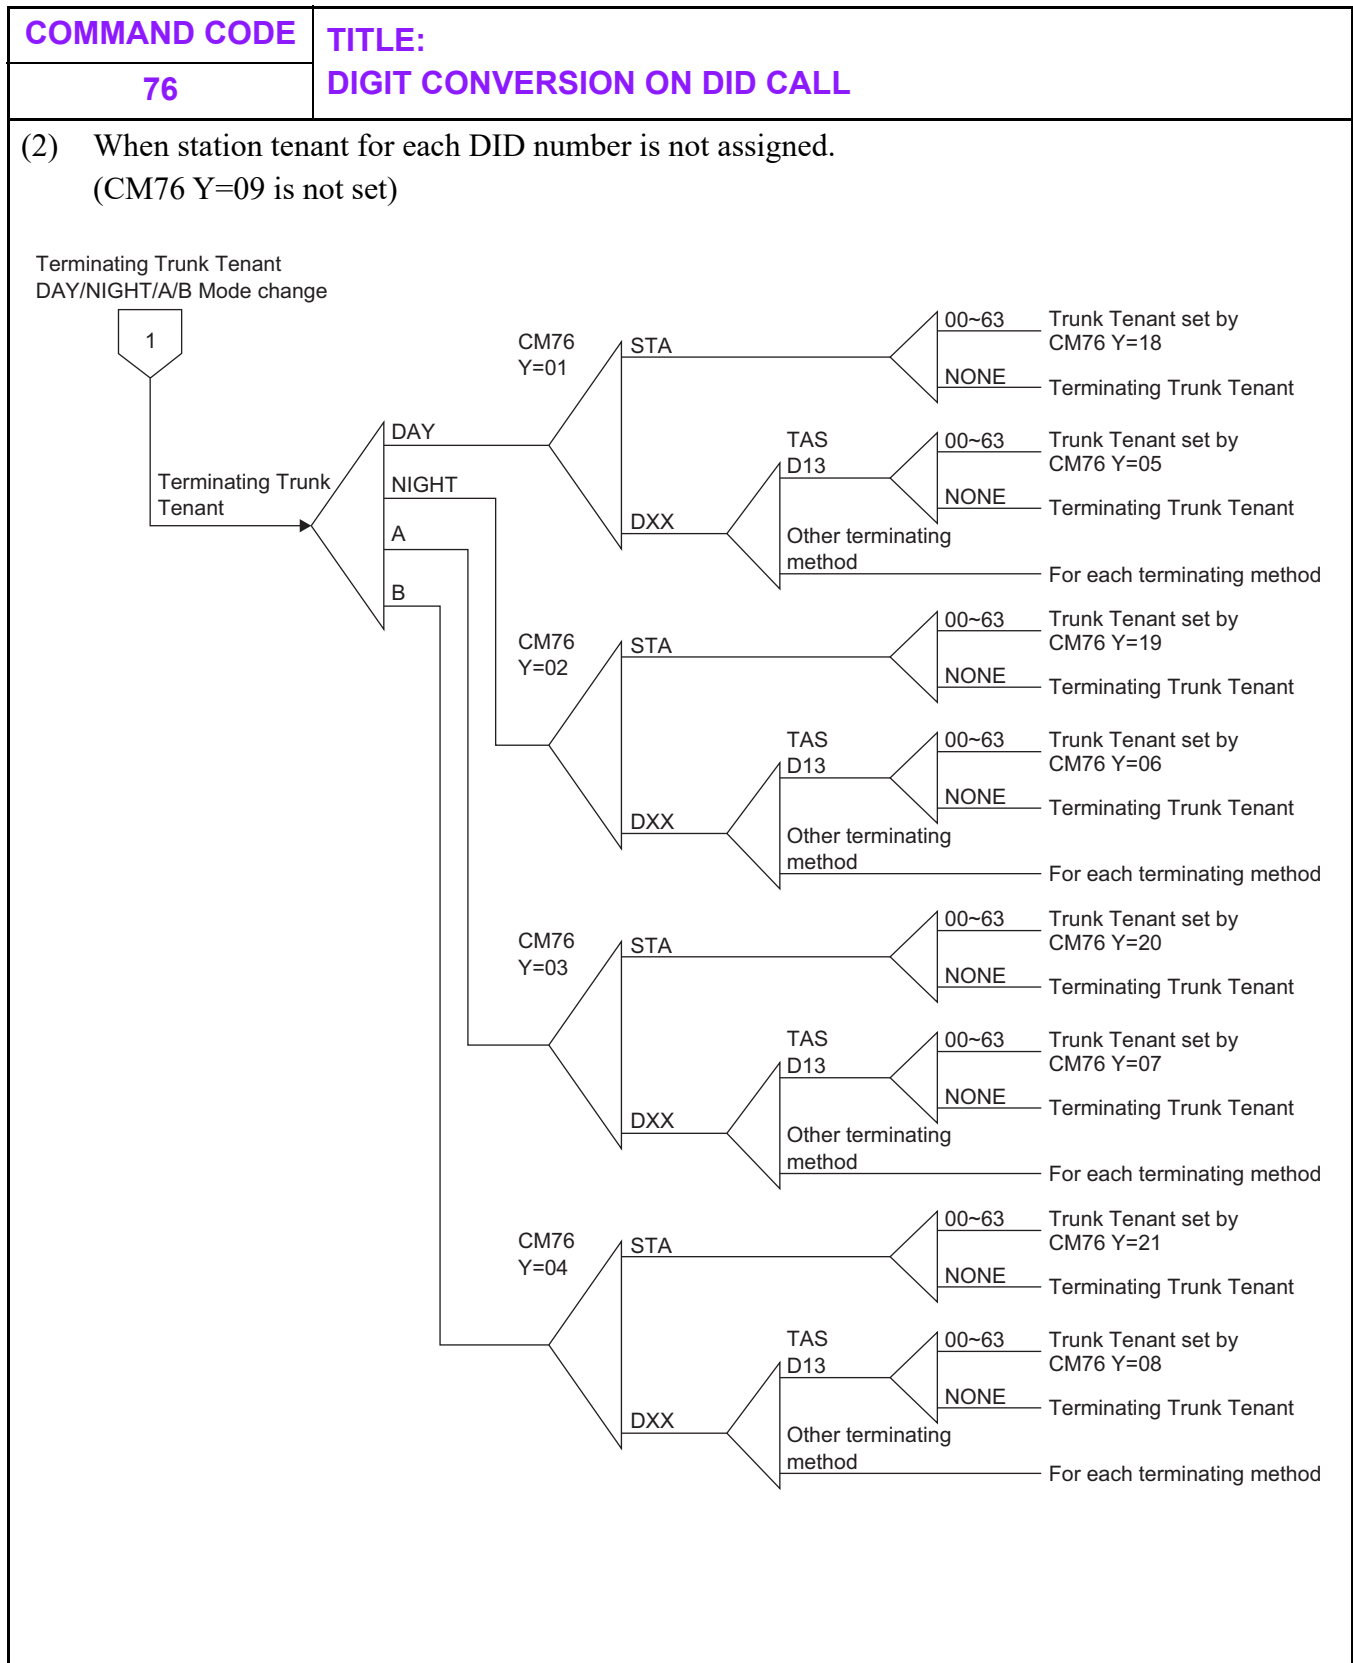 COMMAND CODE
76
TITLE:
DIGIT CONVERSION ON DID CALL
(2) When station tenant for each DID number is not assigned.
(CM76 Y=09 is not set)
Terminating Trunk Tenant
DAY/NIGHT/A/B Mode change
1
Terminating Trunk
Tenant
DAY
NIGHT
A
B
CM76
Y=01
STA
00~63
Trunk Tenant set by
CM76 Y=18
NONE
Terminating Trunk Tenant
DXX
TAS
D13
00~63
Trunk Tenant set by
CM76 Y=05
NONE
Terminating Trunk Tenant
Other terminating
method
For each terminating method
CM76
Y=02
STA
00~63
Trunk Tenant set by
CM76 Y=19
NONE
Terminating Trunk Tenant
DXX
TAS
D13
00~63
Trunk Tenant set by
CM76 Y=06
NONE
Terminating Trunk Tenant
Other terminating
method
For each terminating method
CM76
Y=03
STA
00~63
Trunk Tenant set by
CM76 Y=20
NONE
Terminating Trunk Tenant
DXX
TAS
D13
00~63
Trunk Tenant set by
CM76 Y=07
NONE
Terminating Trunk Tenant
Other terminating
method
For each terminating method
CM76
Y=04
STA
00~63
Trunk Tenant set by
CM76 Y=21
NONE
Terminating Trunk Tenant
DXX
TAS
D13
00~63
Trunk Tenant set by
CM76 Y=08
NONE
Terminating Trunk Tenant
Other terminating
method
For each terminating method